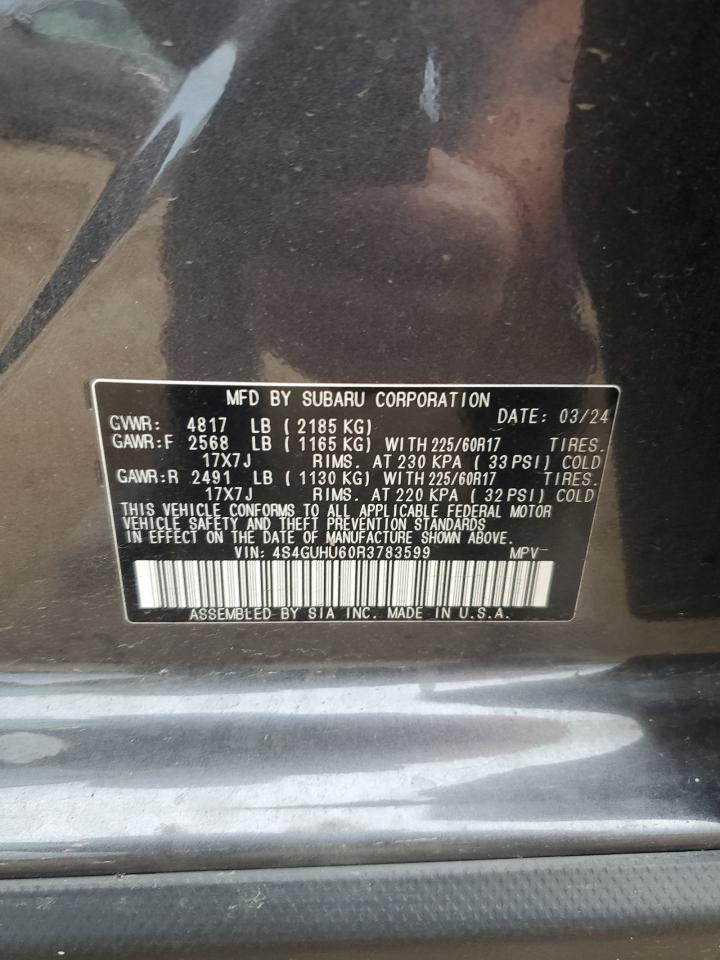 MFD BY SUBARU CORPORATION
GVWR: 4817 LB (2185 KG) DATE: 03/24
GAWR:F 2568 LB (1165 KG) WITH 225/60R17 TIRES.
17X7J RIMS. AT 230 KPA (33 PSI) COLD
GAWR:R 2491 LB (1130 KG) WITH 225/60R17 TIRES.
17X7J RIMS. AT 220 KPA (32 PSI) COLD
THIS VEHICLE CONFORMS TO ALL APPLICABLE FEDERAL MOTOR
VEHICLE SAFETY AND THEFT PREVENTION STANDARDS
IN EFFECT ON THE DATE OF MANUFACTURE SHOWN ABOVE.
VIN: 4S4GUHU60R3783599 MPV
ASSEMBLED BY SIA INC. MADE IN U.S.A.